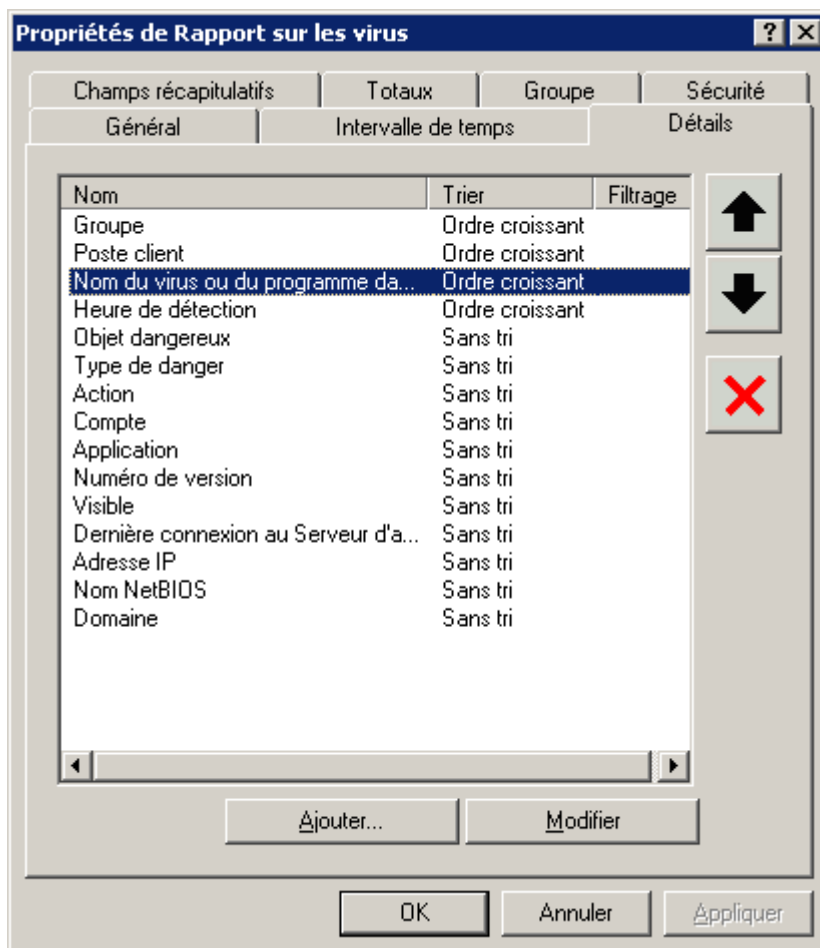 Propriétés de Rapport sur les virus
Champs récapitulatifs Totaux Groupe Sécurité
Général Intervalle de temps Détails
Nom Trier Filtrage
Groupe Ordre croissant
Poste client Ordre croissant
Nom du virus ou du programme da... Ordre croissant
Heure de détection Ordre croissant
Objet dangereux Sans tri
Type de danger Sans tri
Action Sans tri
Compte Sans tri
Application Sans tri
Numéro de version Sans tri
Visible Sans tri
Dernière connexion au Serveur d'a... Sans tri
Adresse IP Sans tri
Nom NetBIOS Sans tri
Domaine Sans tri
Ajouter... Modifier
OK Annuler Appliquer